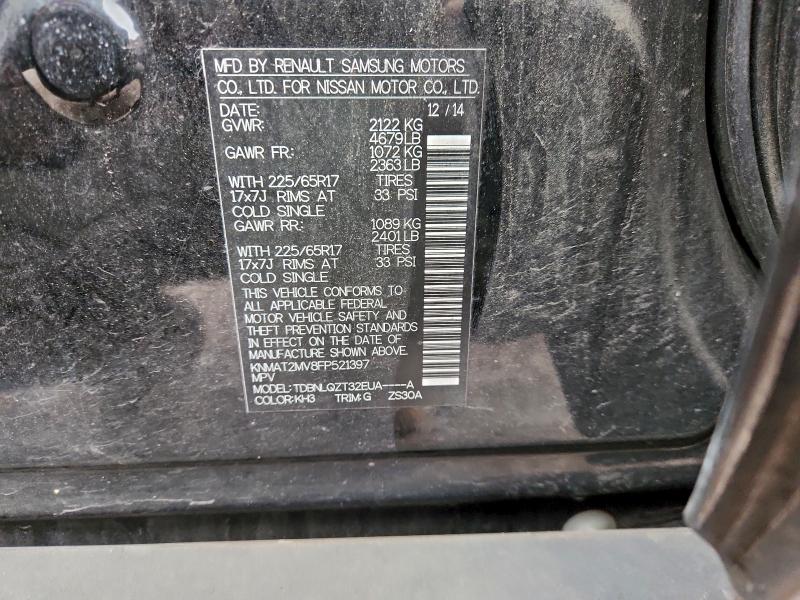 MFD BY RENAULT SAMSUNG MOTORS
CO., LTD. FOR NISSAN MOTOR CO., LTD.
DATE: 12 / 14
GVWR: 2122 KG
4679 LB
GAWR FR: 1072 KG
2363 LB
WITH 225/65R17 TIRES
17x7J RIMS AT 33 PSI
COLD SINGLE
GAWR RR: 1089 KG
2401 LB
WITH 225/65R17 TIRES
17x7J RIMS AT 33 PSI
COLD SINGLE
THIS VEHICLE CONFORMS TO
ALL APPLICABLE FEDERAL
MOTOR VEHICLE SAFETY AND
THEFT PREVENTION STANDARDS
IN EFFECT ON THE DATE OF
MANUFACTURE SHOWN ABOVE.
KNMAT2MV8FP521397
MPV
MODEL: TDBNLQZT32EUA----A
COLOR: KH3 TRIM: G ZS30A